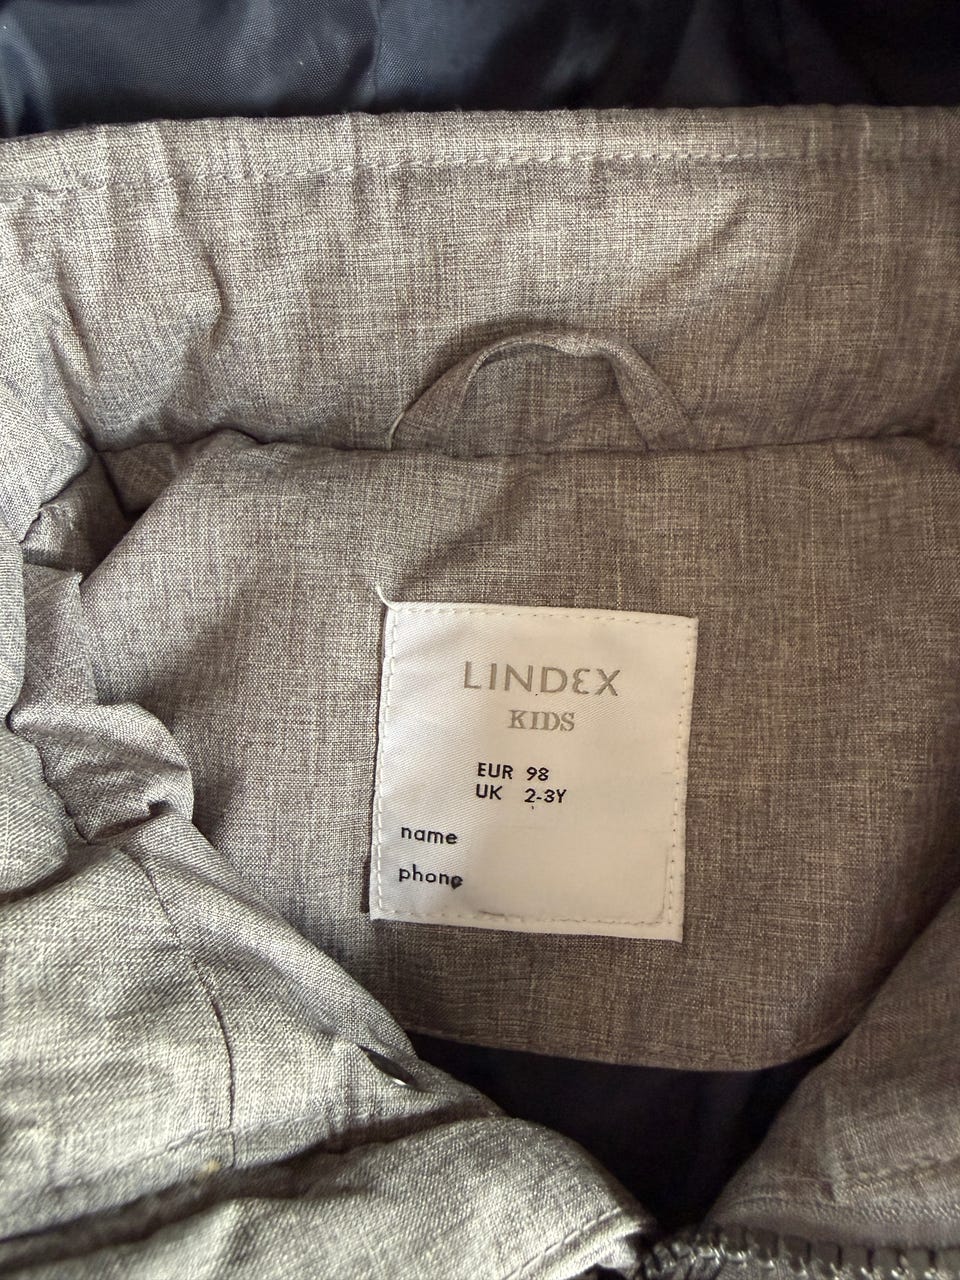 LINDEX
KIDS
EUR 98
UK 2-3Y
name
phone